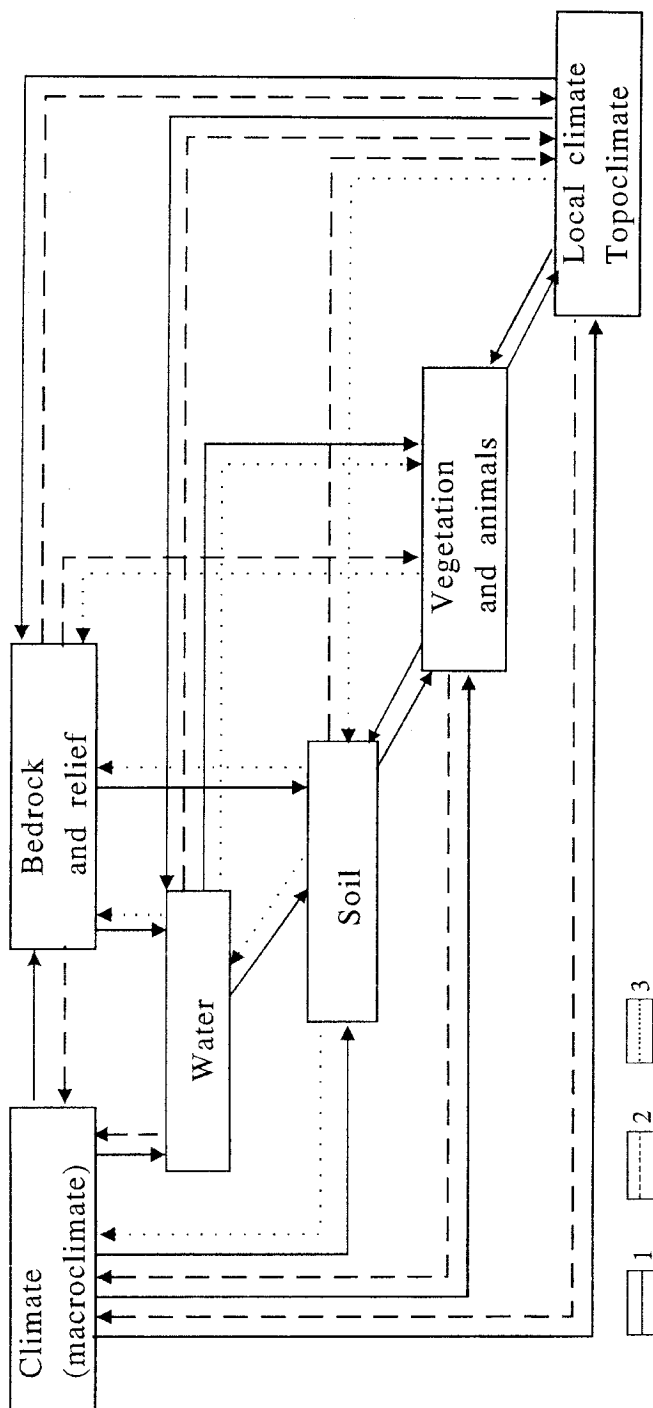 Climate
(macroclimate)
Bedrock
and relief
Water
Soil
Vegetation
and animals
Local climate
Topoclimate
1
2
3